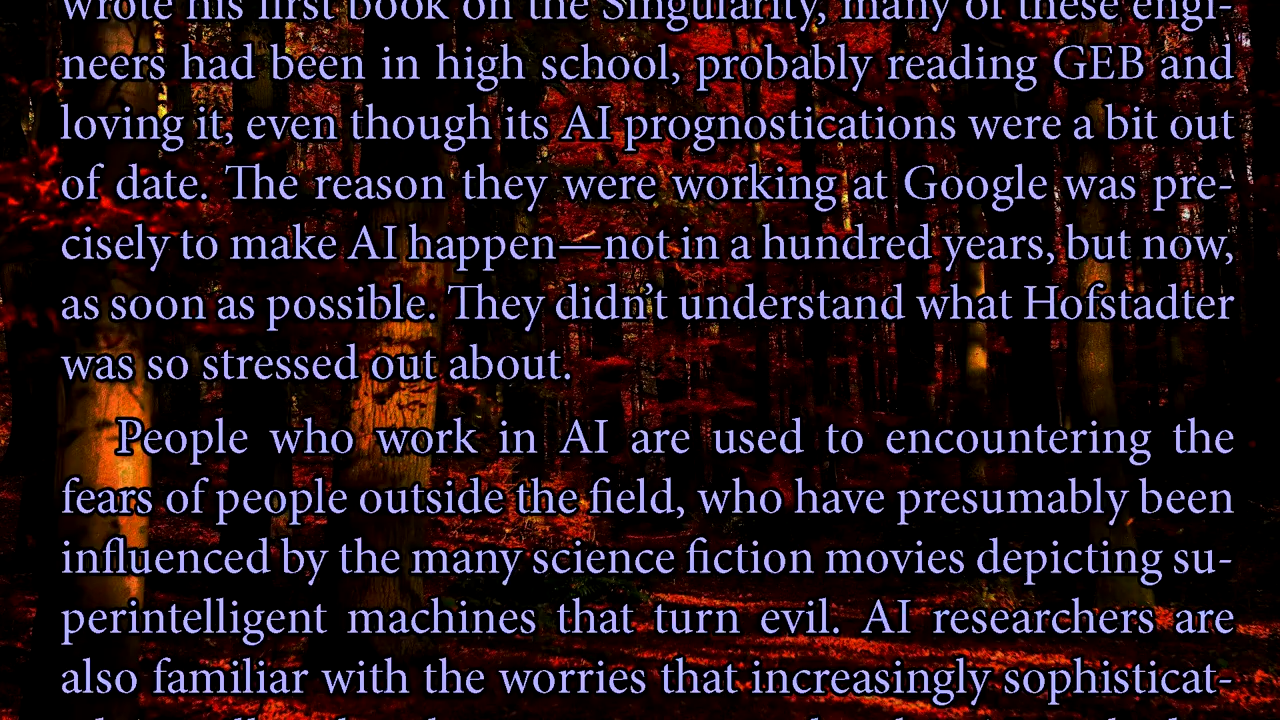 wrote his first book on the Singularity, many of these engi-
neers had been in high school, probably reading GEB and
loving it, even though its AI prognostications were a bit out
of date. The reason they were working at Google was pre-
cisely to make AI happen—not in a hundred years, but now,
as soon as possible. They didn’t understand what Hofstadter
was so stressed out about.
People who work in AI are used to encountering the
fears of people outside the field, who have presumably been
influenced by the many science fiction movies depicting su-
perintelligent machines that turn evil. AI researchers are
also familiar with the worries that increasingly sophisticat-